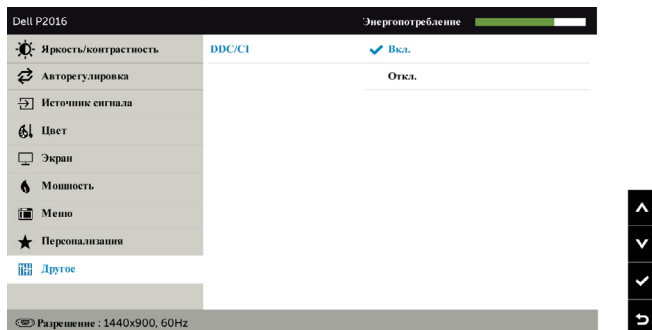 Dell P2016 Энергопотребление
Яркость/контрастность DDC/CI Вкл.
Авторегулировка Откл.
Источник сигнала
Цвет
Экран
Мощность
Меню
Персонализация
Другое
Разрешение : 1440x900, 60Hz